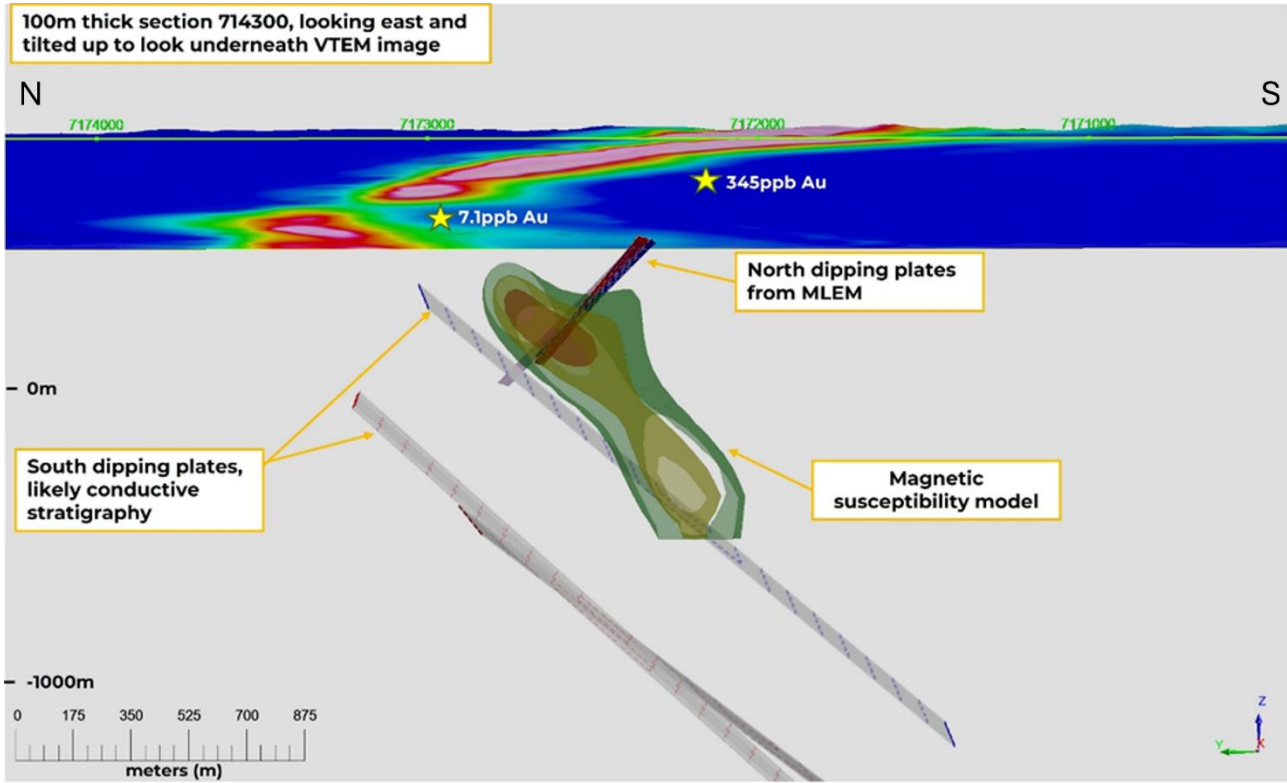 100m thick section 714300, looking east and
tilted up to look underneath VTEM image
N
S
7174000
7173000
7172000
7171000
345ppb Au
7.1ppb Au
North dipping plates
from MLEM
0m
South dipping plates,
likely conductive
stratigraphy
Magnetic
susceptibility model
-1000m
0 175 350 525 700 875
meters (m)
Z
Y
X